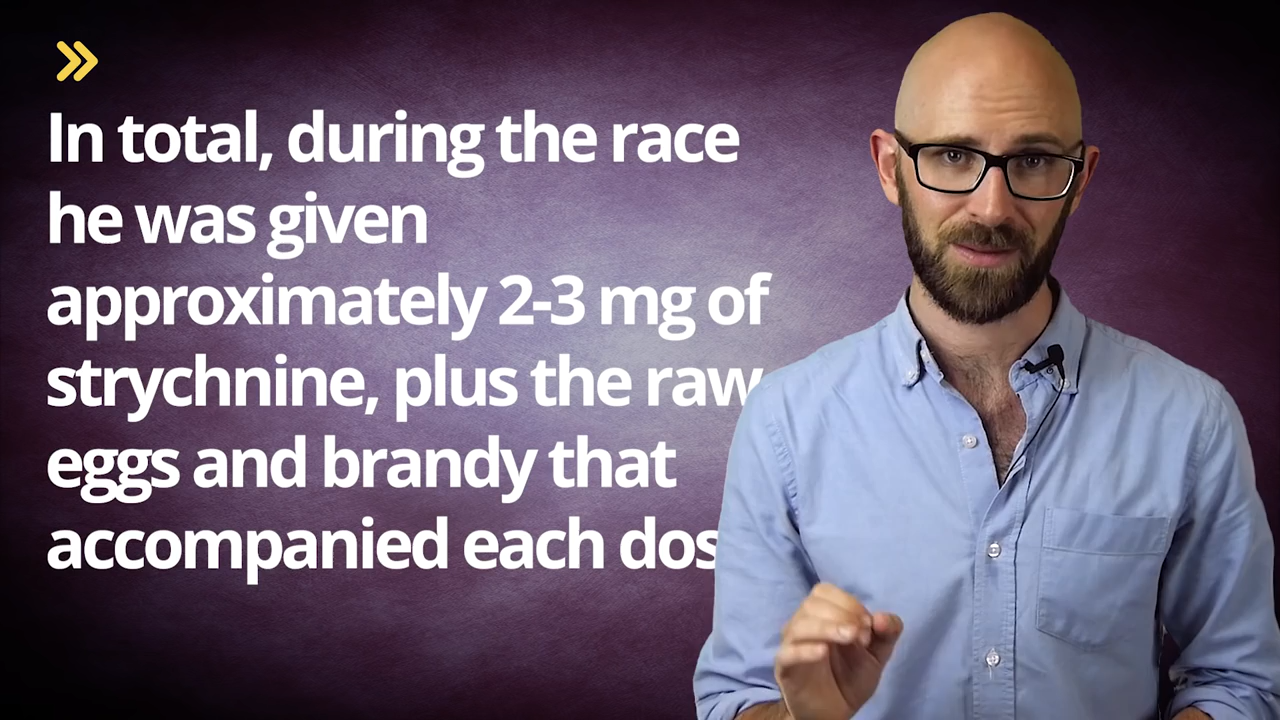 In total, during the race
he was given
approximately 2-3 mg of
strychnine, plus the raw
eggs and brandy that
accompanied each dos